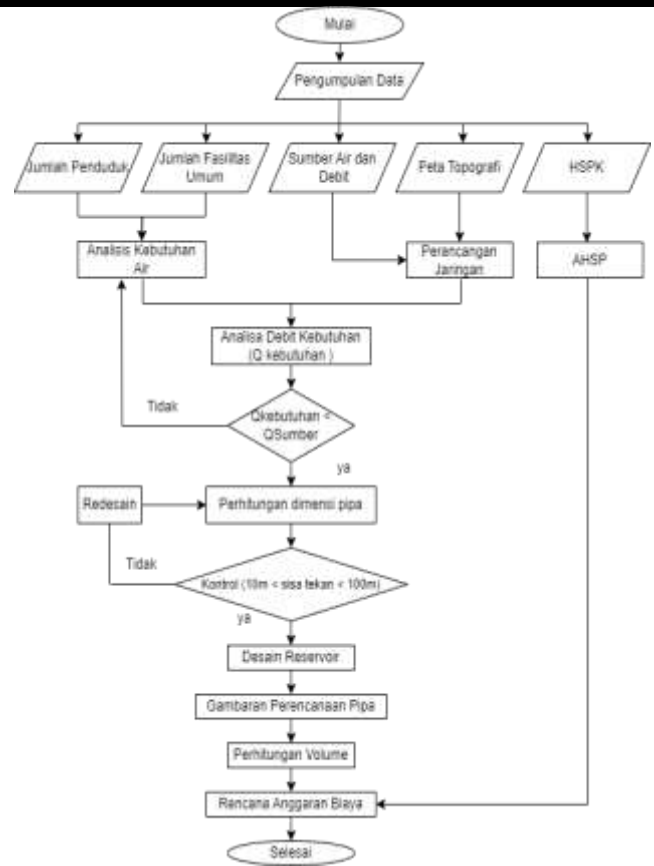 Mulai
Pengumpulan Data
Jumlah Penduduk
Jumlah Fasilitas
Umum
Sumber Air dan
Debit
Peta Topografi
HSPK
Analisis Kebutuhan
Air
Perancangan
Jaringan
AHSP
Analisa Debit Kebutuhan
(Q kebutuhan )
Tidak
Qkebutuhan <
QSumber
ya
Redesain
Perhitungan dimensi pipa
Tidak
Kontrol (10m < sisa tekan < 100m)
ya
Desain Reservoir
Gambaran Perencanaan Pipa
Perhitungan Volume
Rencana Anggaran Biaya
Selesai